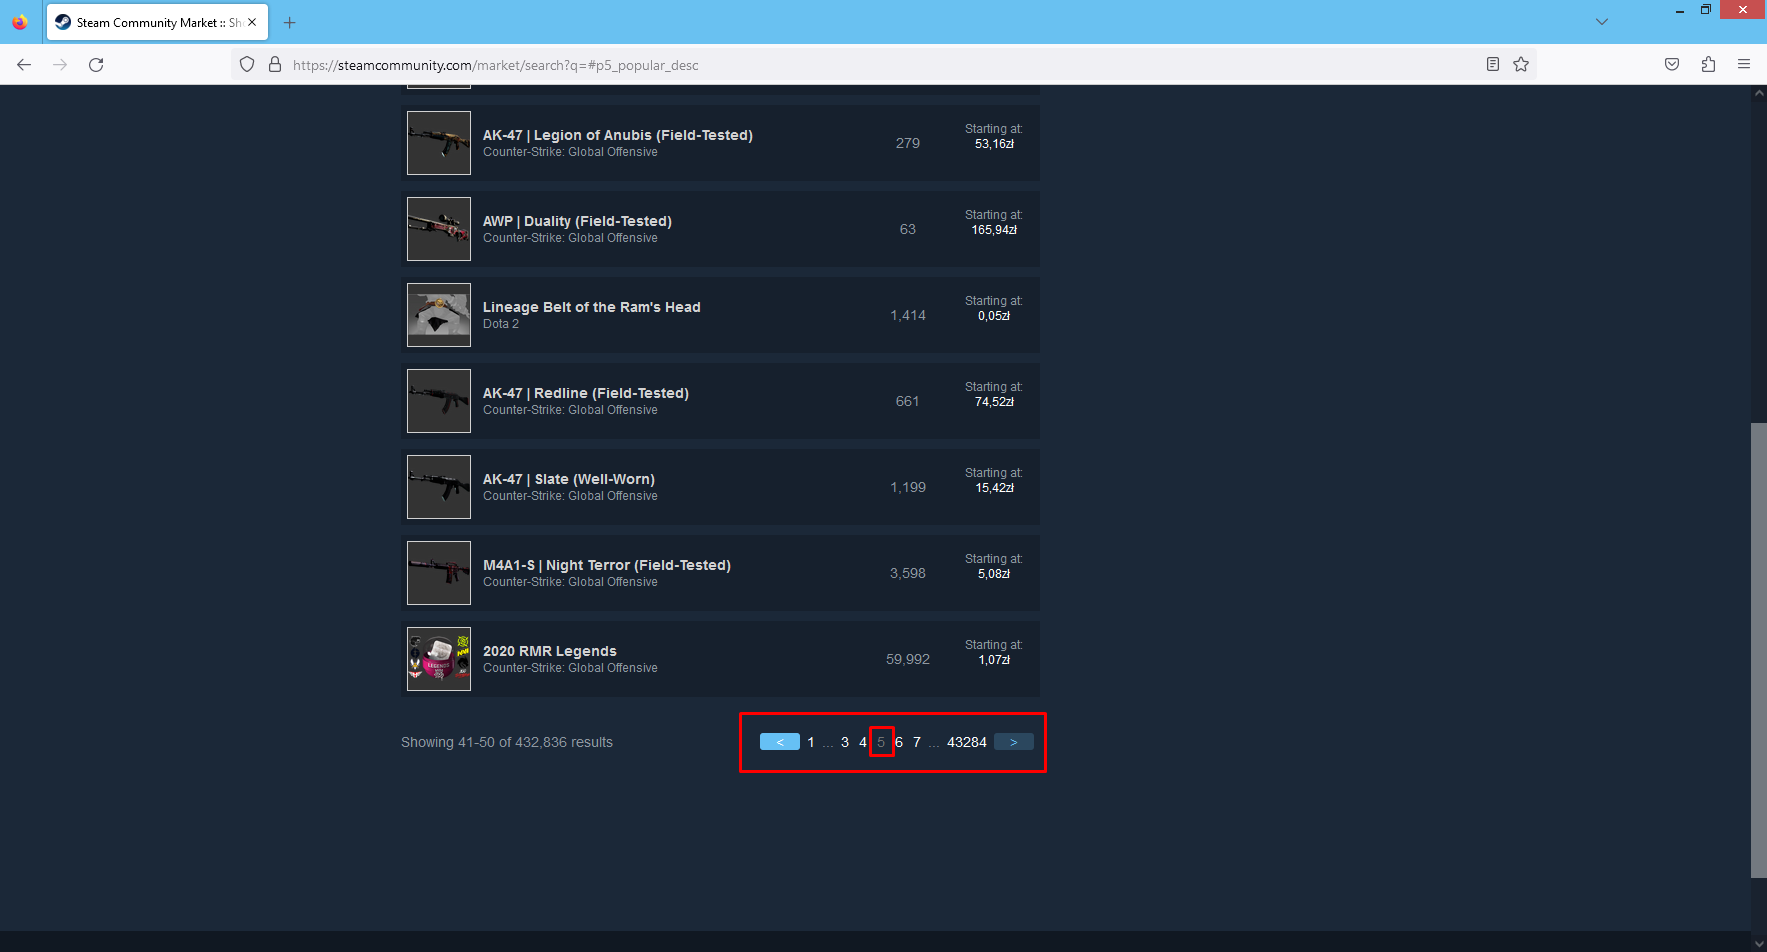 Steam Community Market :: Sh
https://steamcommunity.com/market/search?q=#p5_popular_desc
AK-47 | Legion of Anubis (Field-Tested)
Counter-Strike: Global Offensive
279
Starting at:
53,16zł
AWP | Duality (Field-Tested)
Counter-Strike: Global Offensive
63
Starting at:
165,94zł
Lineage Belt of the Ram's Head
Dota 2
1,414
Starting at:
0,05zł
AK-47 | Redline (Field-Tested)
Counter-Strike: Global Offensive
661
Starting at:
74,52zł
AK-47 | Slate (Well-Worn)
Counter-Strike: Global Offensive
1,199
Starting at:
15,42zł
M4A1-S | Night Terror (Field-Tested)
Counter-Strike: Global Offensive
3,598
Starting at:
5,08zł
LEGENDS
2020 RMR Legends
Counter-Strike: Global Offensive
59,992
Starting at:
1,07zł
Showing 41-50 of 432,836 results
< 1 ... 3 4 5 6 7 ... 43284 >